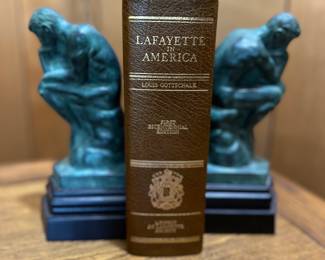 LAFAYETTE
IN
AMERICA
LOUIS GOTTSCHALK
FIRST
BICENTENNIAL
EDITION